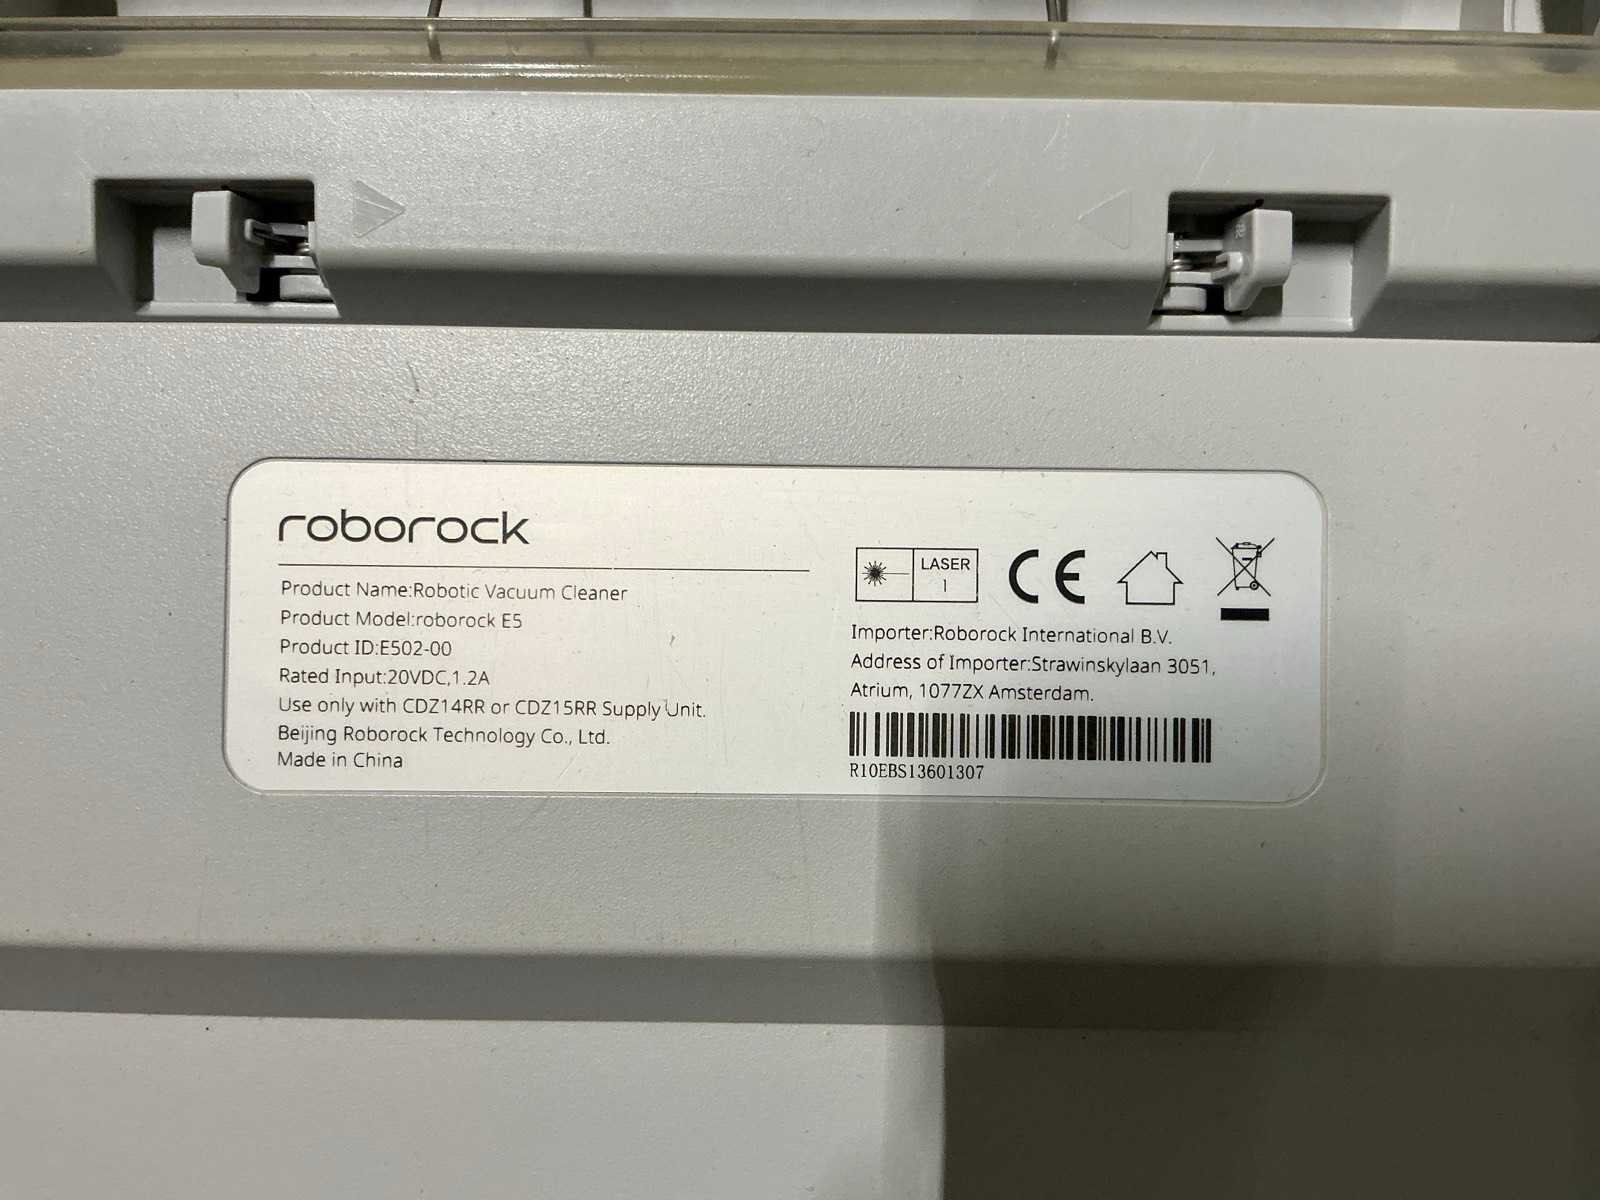 roborock
Product Name:Robotic Vacuum Cleaner
Product Model:roborock E5
Product ID:E502-00
Rated Input:20VDC,1.2A
Use only with CDZ14RR or CDZ15RR Supply Unit.
Beijing Roborock Technology Co., Ltd.
Made in China
LASER
1
CE
Importer:Roborock International B.V.
Address of Importer:Strawinskylaan 3051,
Atrium, 1077ZX Amsterdam.
R10EBS13601307